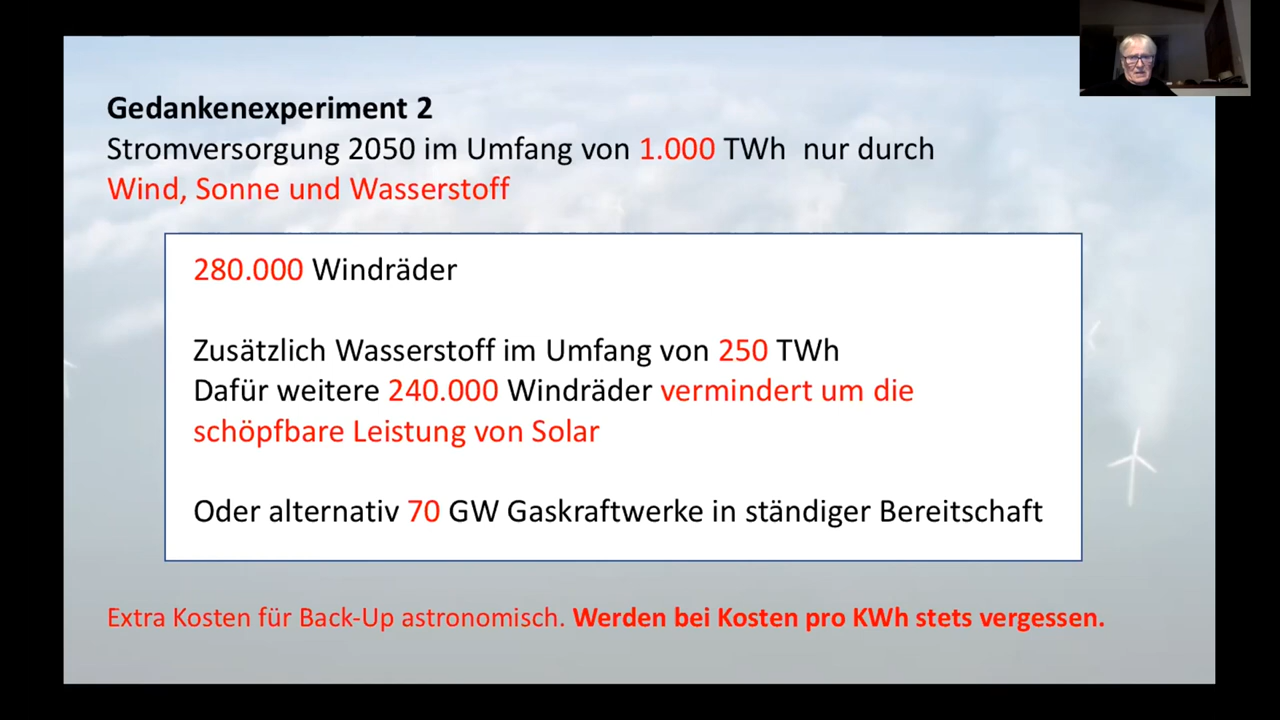 Gedankenexperiment 2
Stromversorgung 2050 im Umfang von 1.000 TWh nur durch
Wind, Sonne und Wasserstoff
280.000 Windräder
Zusätzlich Wasserstoff im Umfang von 250 TWh
Dafür weitere 240.000 Windräder vermindert um die
schöpfbare Leistung von Solar
Oder alternativ 70 GW Gaskraftwerke in ständiger Bereitschaft
Extra Kosten für Back-Up astronomisch. Werden bei Kosten pro KWh stets vergessen.